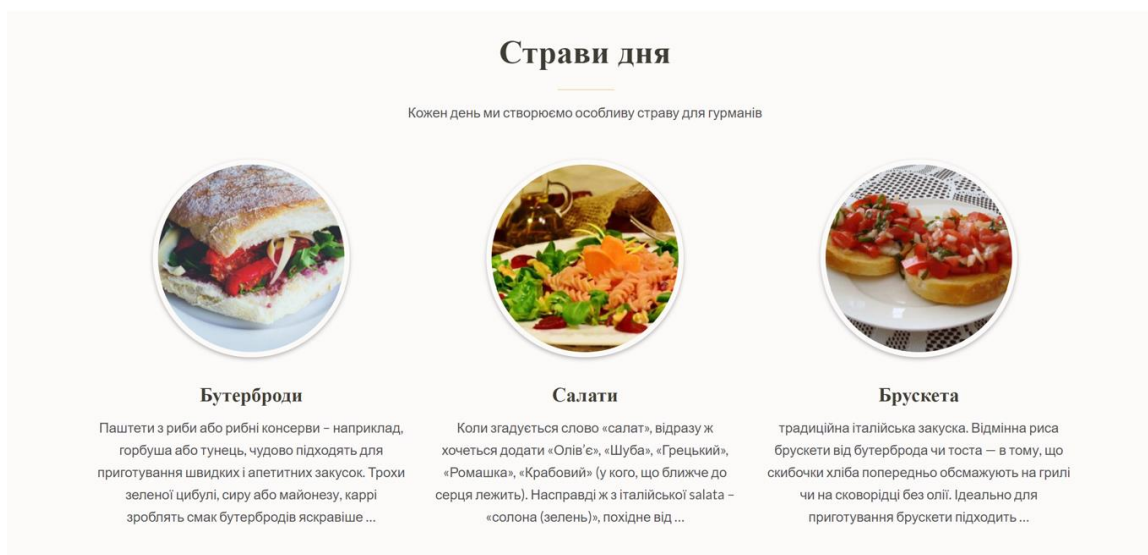 Страви дня
Кожен день ми створюємо особливу страву для гурманів
Бутерброди
Паштети з риби або рибні консерви – наприклад,
горбуша або тунець, чудово підходять для
приготування швидких і апетитних закусок. Трохи
зеленої цибулі, сиру або майонезу, каррі
зроблять смак бутербродів яскравіше ...
Салати
Коли згадується слово «салат», відразу ж
хочеться додати «Олів’є», «Шуба», «Грецький»,
«Ромашка», «Крабовий» (у кого, що ближче до
серця лежить). Насправді ж з італійської salata –
«солона (зелень)», похідне від ...
Брускета
традиційна італійська закуска. Відмінна риса
брускети від бутерброда чи тоста — в тому, що
скибочки хліба попередньо обсмажують на грилі
чи на сковорідці без олії. Ідеально для
приготування брускети підходить ...